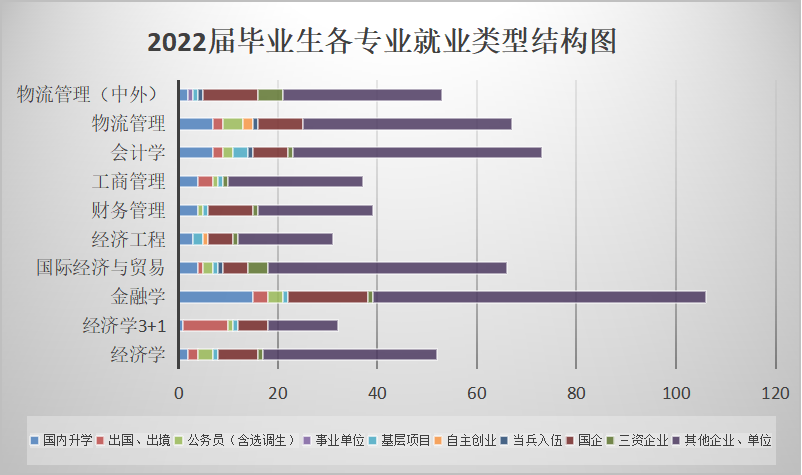 2022届毕业生各专业就业类型结构图
物流管理（中外）
物流管理
会计学
工商管理
财务管理
经济工程
国际经济与贸易
金融学
经济学3+1
经济学
0 20 40 60 80 100 120
国内升学 出国、出境 公务员（含选调生） 事业单位 基层项目 自主创业 当兵入伍 国企 三资企业 其他企业、单位